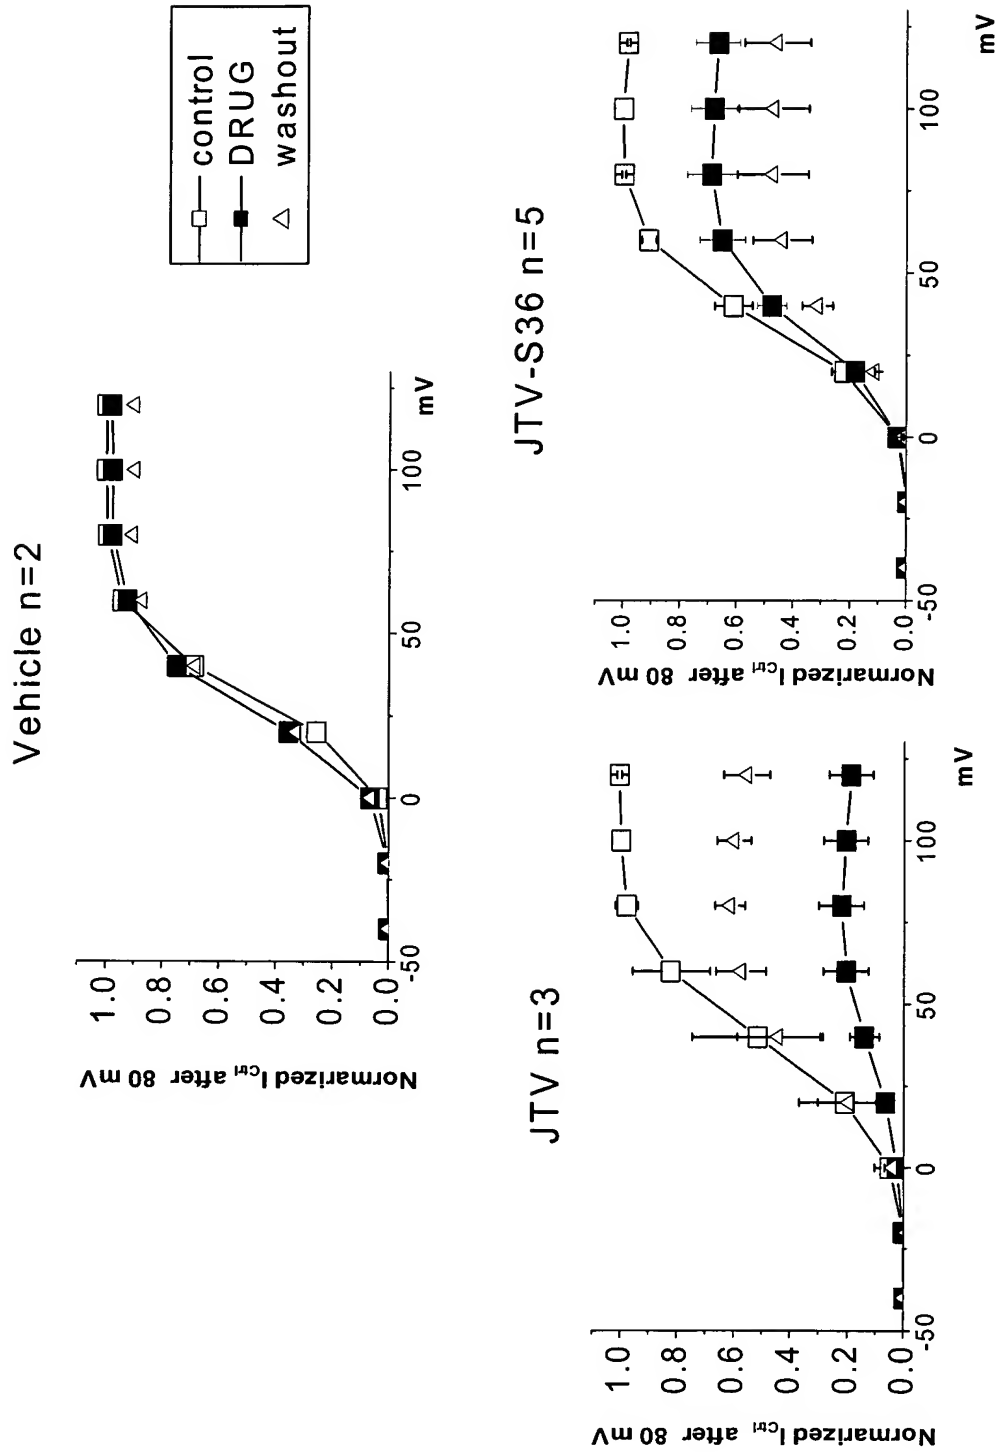 Vehicle n=2
control
DRUG
washout
Normarized I_Ctrl after 80 mV
1.0
0.8
0.6
0.4
0.2
0.0
-50
0
50
100
mV
JTV n=3
Normarized I_Ctrl after 80 mV
1.0
0.8
0.6
0.4
0.2
0.0
-50
0
50
100
mV
JTV-S36 n=5
Normarized I_Ctrl after 80 mV
1.0
0.8
0.6
0.4
0.2
0.0
-50
0
50
100
mV